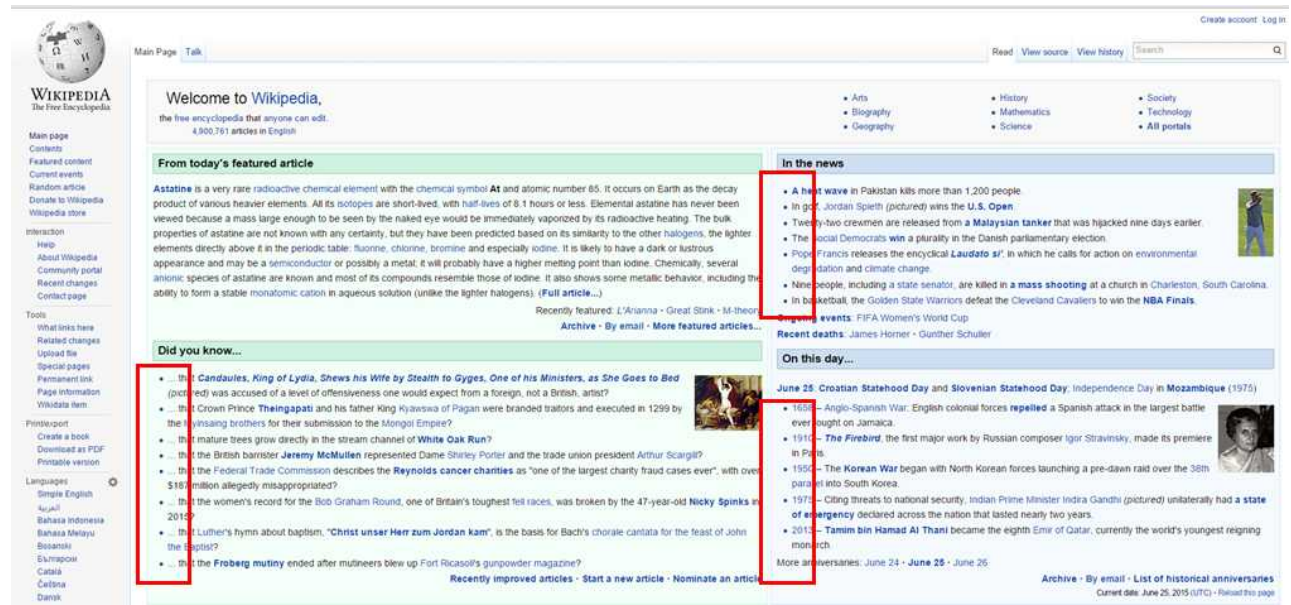 Create account Log in
Main Page Talk
Read View source View history Search
WIKIPEDIA
The Free Encyclopedia
Main page
Contents
Featured content
Current events
Random article
Donate to Wikipedia
Wikipedia store
Interaction
Help
About Wikipedia
Community portal
Recent changes
Contact page
Tools
What links here
Related changes
Upload file
Special pages
Permanent link
Page information
Wikidata item
Print/export
Create a book
Download as PDF
Printable version
Languages
Simple English
العربية
Bahasa Indonesia
Bahasa Melayu
Bosanski
Български
Català
Čeština
Dansk
Welcome to Wikipedia,
the free encyclopedia that anyone can edit.
4,900,761 articles in English
• Arts
• Biography
• Geography
• History
• Mathematics
• Science
• Society
• Technology
• All portals
From today's featured article
Astatine is a very rare radioactive chemical element with the chemical symbol At and atomic number 85. It occurs on Earth as the decay
product of various heavier elements. All its isotopes are short-lived, with half-lives of 8.1 hours or less. Elemental astatine has never been
viewed because a mass large enough to be seen by the naked eye would be immediately vaporized by its radioactive heating. The bulk
properties of astatine are not known with any certainty, but they have been predicted based on its similarity to the other halogens, the lighter
elements directly above it in the periodic table: fluorine, chlorine, bromine and especially iodine. It is likely to have a dark or lustrous
appearance and may be a semiconductor or possibly a metal; it will probably have a higher melting point than iodine. Chemically, several
anionic species of astatine are known and most of its compounds resemble those of iodine. It also shows some metallic behavior, including the
ability to form a stable monatomic cation in aqueous solution (unlike the lighter halogens). (Full article...)
Recently featured: L'Arianna · Great Stink · M-theory
Archive · By email · More featured articles...
Did you know...
• ... that Candaules, King of Lydia, Shews his Wife by Stealth to Gyges, One of his Ministers, as She Goes to Bed
(pictured) was accused of a level of offensiveness one would expect from a foreign, not a British, artist?
• ... that Crown Prince Theingapati and his father King Kyawswa of Pagan were branded traitors and executed in 1299 by
the Myinsaing brothers for their submission to the Mongol Empire?
• ... that mature trees grow directly in the stream channel of White Oak Run?
• ... that the British barrister Jeremy McMullen represented Dame Shirley Porter and the trade union president Arthur Scargill?
• ... that the Federal Trade Commission describes the Reynolds cancer charities as "one of the largest charity fraud cases ever", with over
$187 million allegedly misappropriated?
• ... that the women's record for the Bob Graham Round, one of Britain's toughest fell races, was broken by the 47-year-old Nicky Spinks in
2015?
• ... that Luther's hymn about baptism, "Christ unser Herr zum Jordan kam", is the basis for Bach's chorale cantata for the feast of John
the Baptist?
• ... that the Froberg mutiny ended after mutineers blew up Fort Ricasoli's gunpowder magazine?
Recently improved articles · Start a new article · Nominate an article
In the news
• A heat wave in Pakistan kills more than 1,200 people.
• In golf, Jordan Spieth (pictured) wins the U.S. Open.
• Twenty-two crewmen are released from a Malaysian tanker that was hijacked nine days earlier.
• The Social Democrats win a plurality in the Danish parliamentary election.
• Pope Francis releases the encyclical Laudato si', in which he calls for action on environmental
degradation and climate change.
• Nine people, including a state senator, are killed in a mass shooting at a church in Charleston, South Carolina.
• In basketball, the Golden State Warriors defeat the Cleveland Cavaliers to win the NBA Finals.
Ongoing events: FIFA Women's World Cup
Recent deaths: James Horner · Gunther Schuller
On this day...
June 25: Croatian Statehood Day and Slovenian Statehood Day; Independence Day in Mozambique (1975)
• 1658 – Anglo-Spanish War: English colonial forces repelled a Spanish attack in the largest battle
ever fought on Jamaica.
• 1910 – The Firebird, the first major work by Russian composer Igor Stravinsky, made its premiere
in Paris.
• 1950 – The Korean War began with North Korean forces launching a pre-dawn raid over the 38th
parallel into South Korea.
• 1975 – Citing threats to national security, Indian Prime Minister Indira Gandhi (pictured) unilaterally had a state
of emergency declared across the nation that lasted nearly two years.
• 2013 – Tamim bin Hamad Al Thani became the eighth Emir of Qatar, currently the world's youngest reigning
monarch.
More anniversaries: June 24 · June 25 · June 26
Archive · By email · List of historical anniversaries
Current date: June 25, 2015 (UTC) · Reload this page